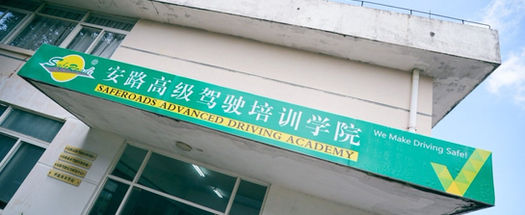 SafeRoads ®
安路高级驾驶培训学院
SAFEROADS ADVANCED DRIVING ACADEMY
We Make Driving Safe!